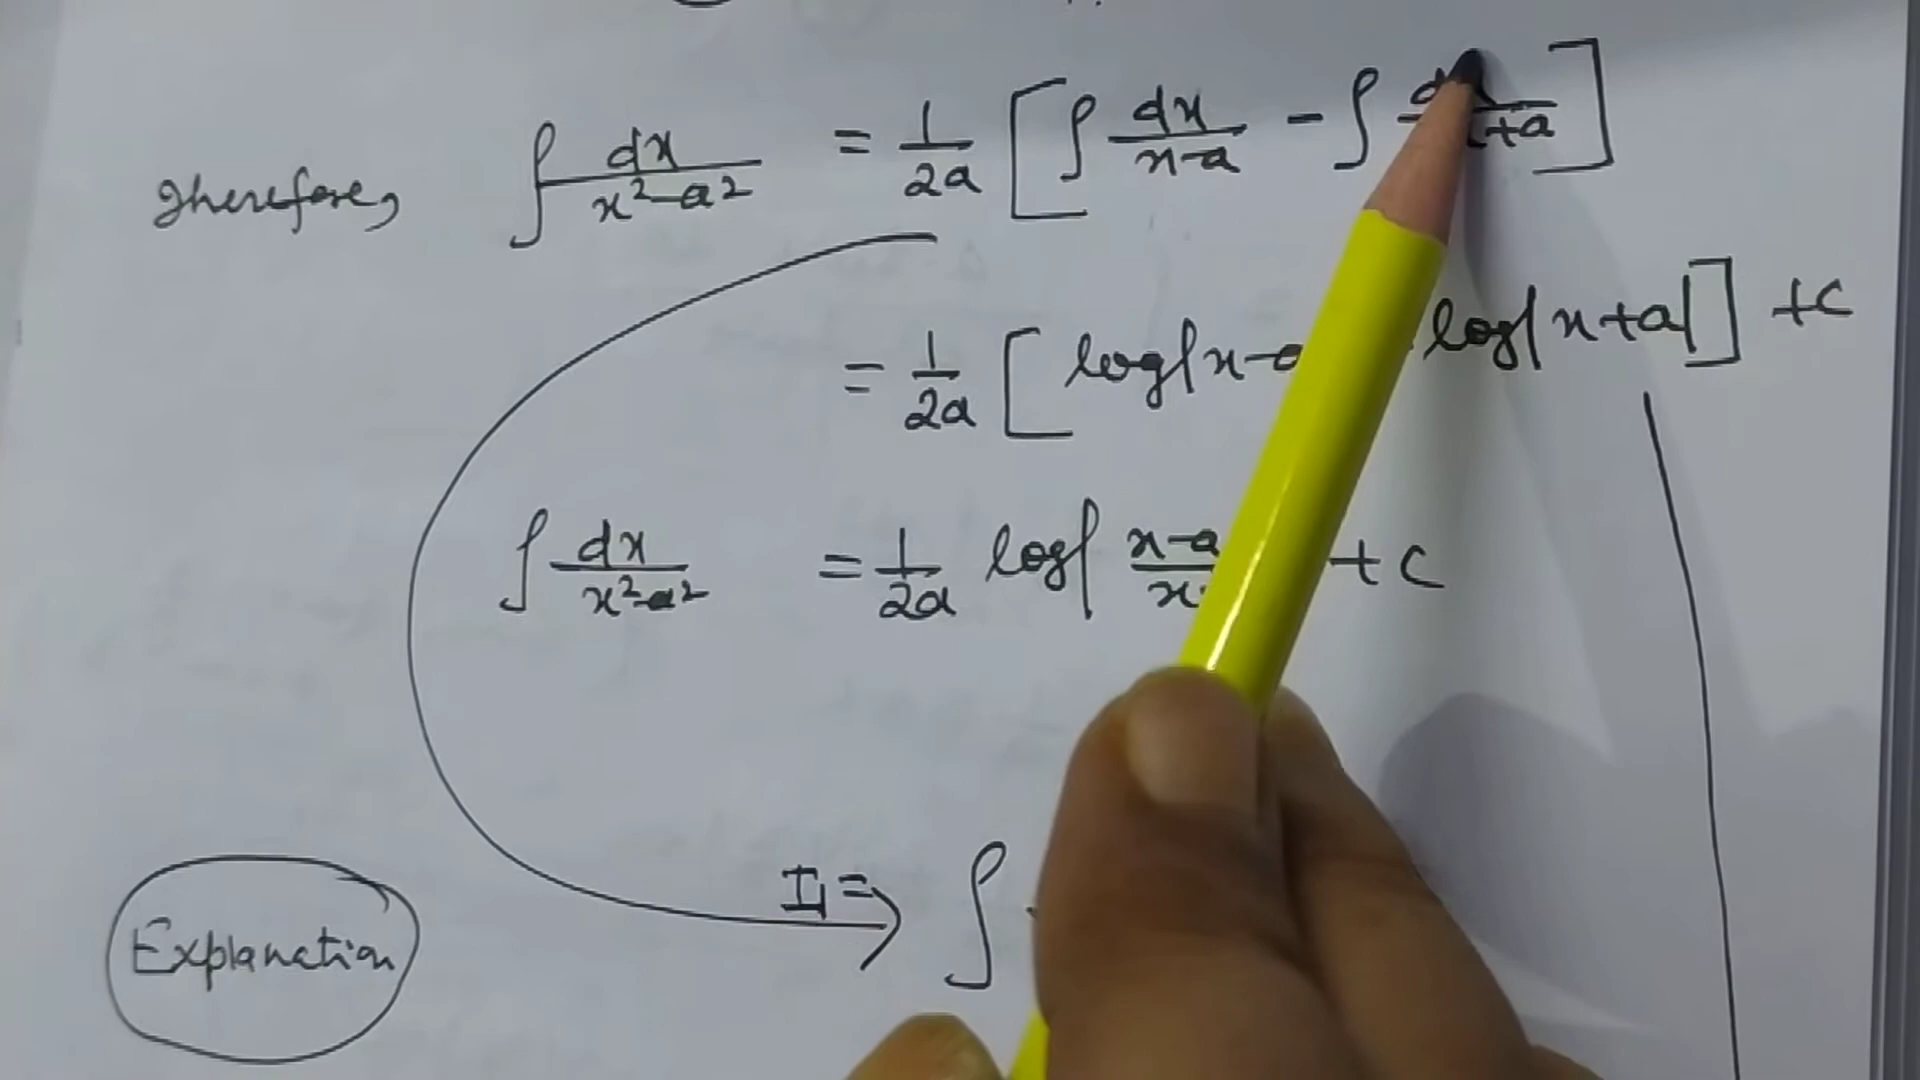 Therefore, ∫ dx/(x²-a²) = 1/2a [ ∫ dx/(x-a) - ∫ dx/(x+a) ]
= 1/2a [ log|x-a log|x+a| ] + c
∫ dx/(x²-a²) = 1/2a log| x-a/x + c
I₁ = ∫
Explanation